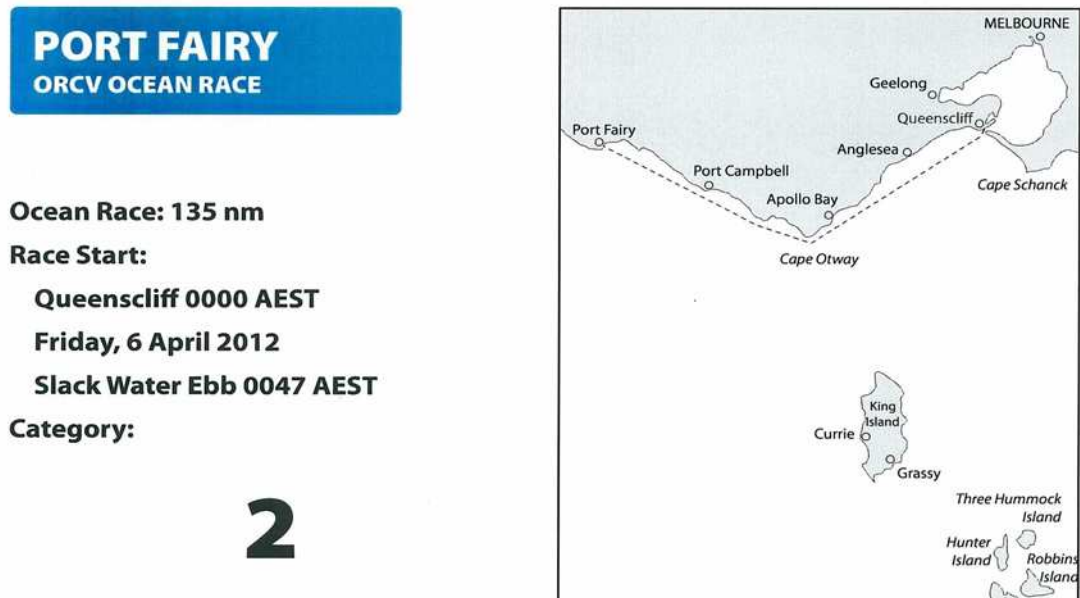 PORT FAIRY
ORCV OCEAN RACE
Ocean Race: 135 nm
Race Start:
Queenscliff 0000 AEST
Friday, 6 April 2012
Slack Water Ebb 0047 AEST
Category:
2
MELBOURNE
Geelong
Queenscliff
Port Fairy
Anglesea
Port Campbell
Cape Schanck
Apollo Bay
Cape Otway
King
Island
Currie
Grassy
Three Hummock
Island
Hunter
Island
Robbins
Island